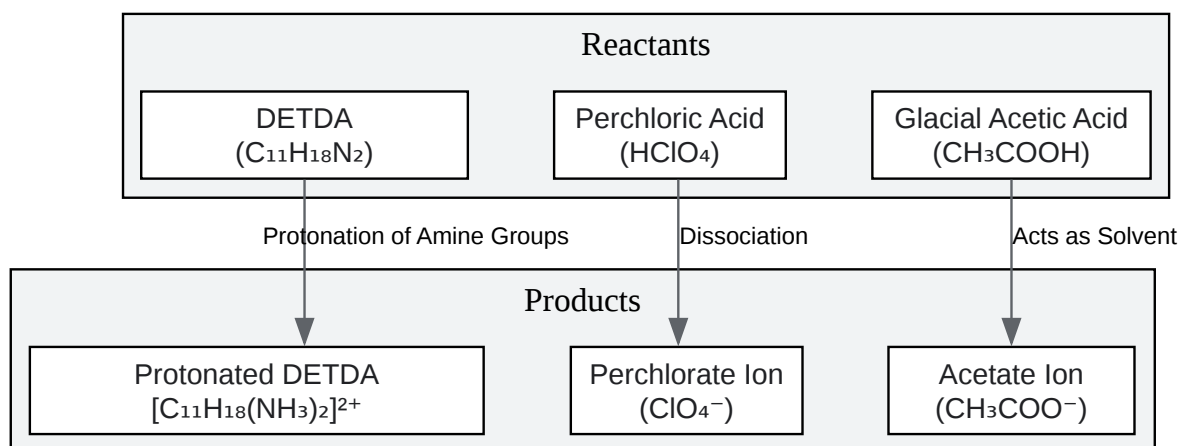 Reactants
DETDA
(C₁₁H₁₈N₂)
Perchloric Acid
(HClO₄)
Glacial Acetic Acid
(CH₃COOH)
Protonation of Amine Groups
Dissociation
Acts as Solvent
Products
Protonated DETDA
[C₁₁H₁₈(NH₃)₂]²⁺
Perchlorate Ion
(ClO₄⁻)
Acetate Ion
(CH₃COO⁻)